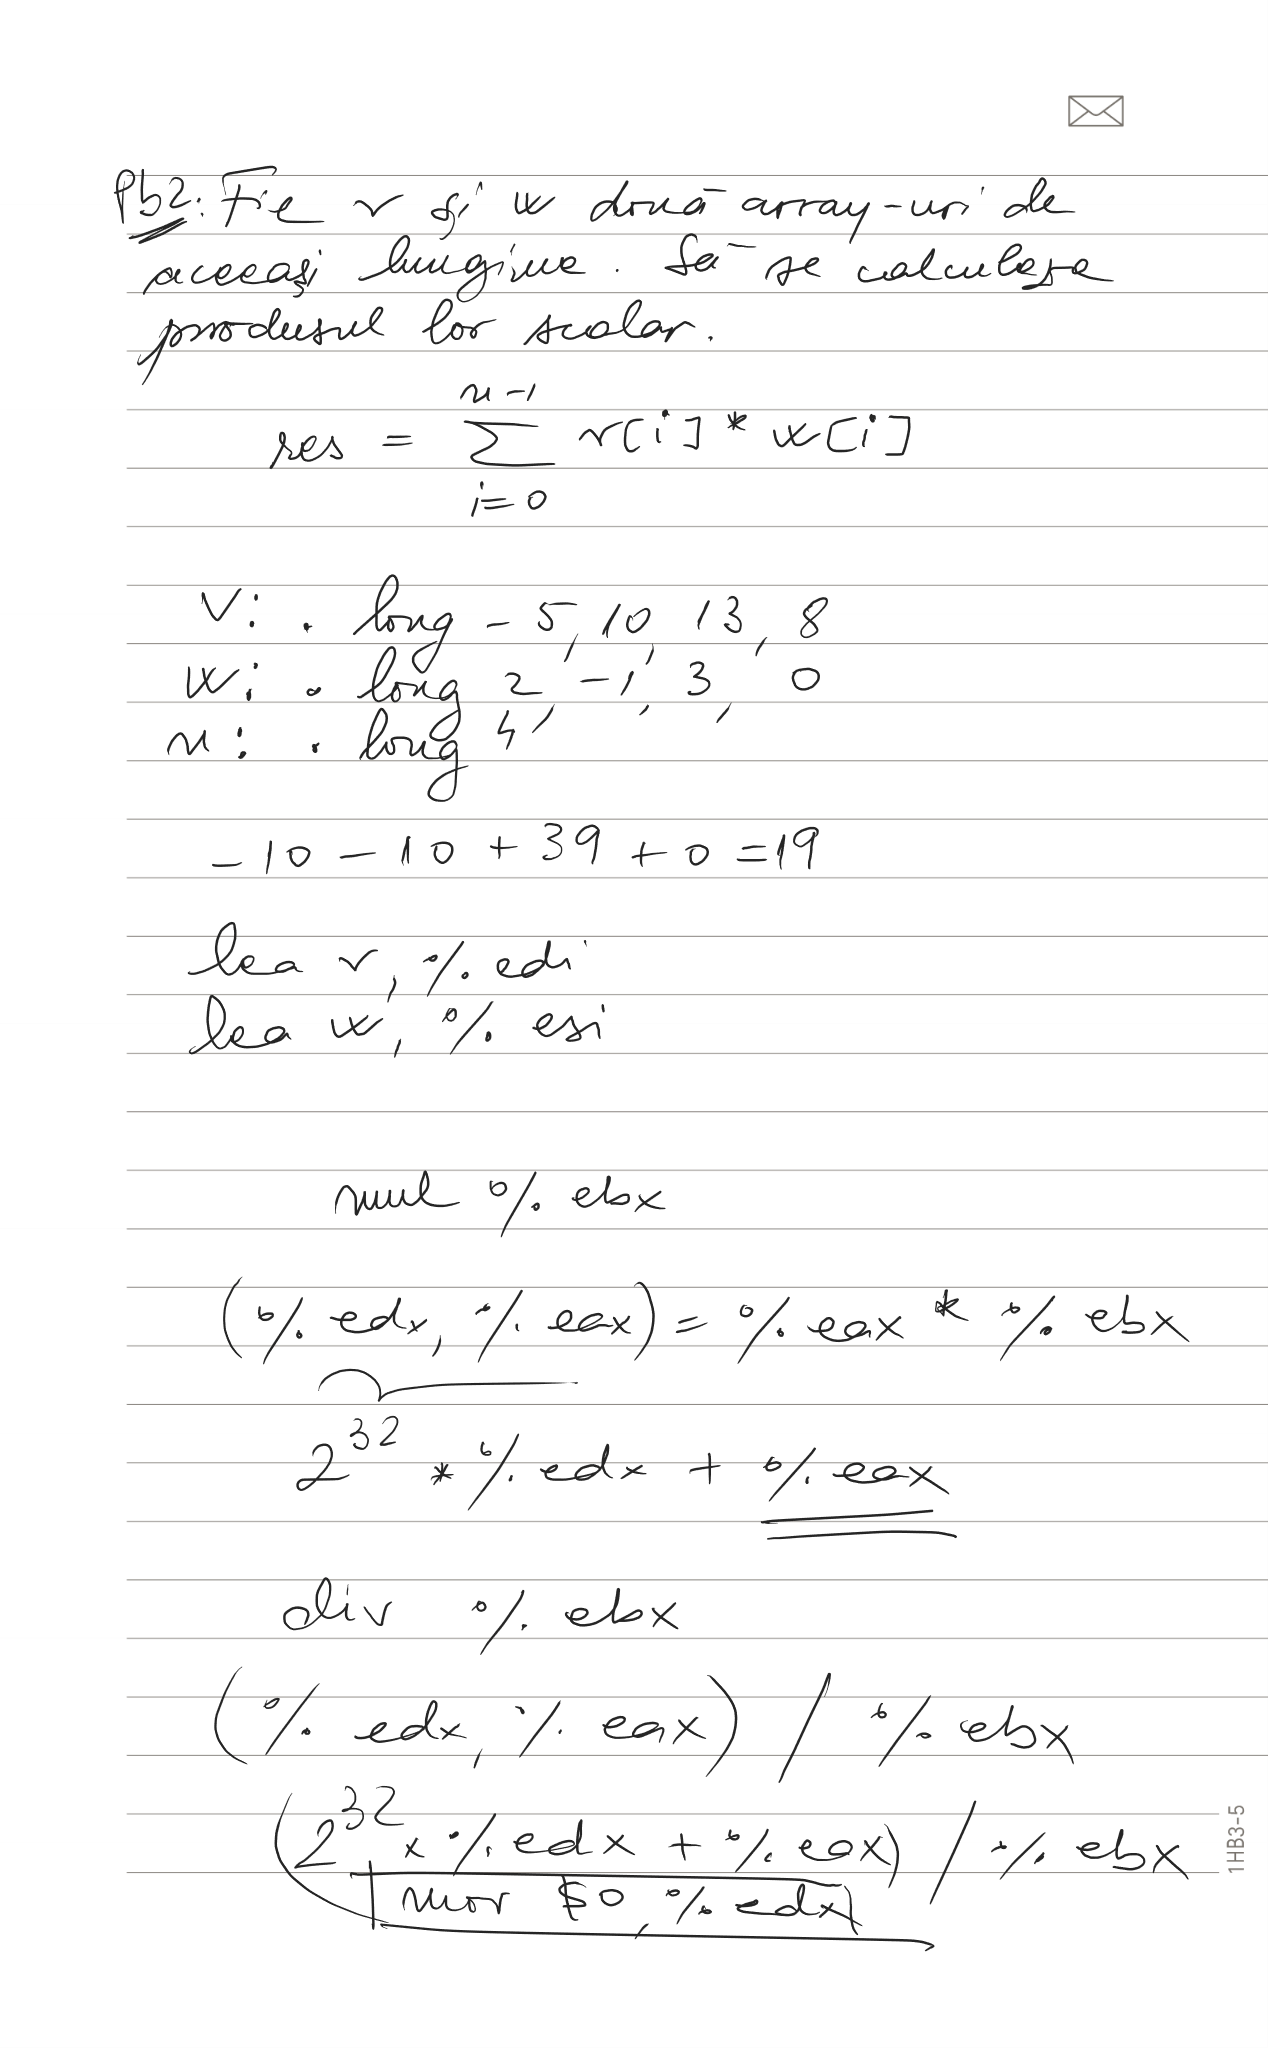 Pb2: Fie v și w două array-uri de
aceeași lungime. Să se calculeze
produsul lor scalar.
n-1
res = ∑ v[i] * w[i]
i=0
v: .long -5, 10, 13, 8
w: .long 2, -1, 3, 0
n: .long 4
-10 - 10 + 39 + 0 = 19
lea v, %edi
lea w, %esi
mul %ebx
(%edx, %eax) = %eax * %ebx
2^32 * %edx + %eax
div %ebx
(%edx, %eax) / %ebx
(2^32 x %edx + %eax) / %ebx
mov $0, %edx
1HB3-5